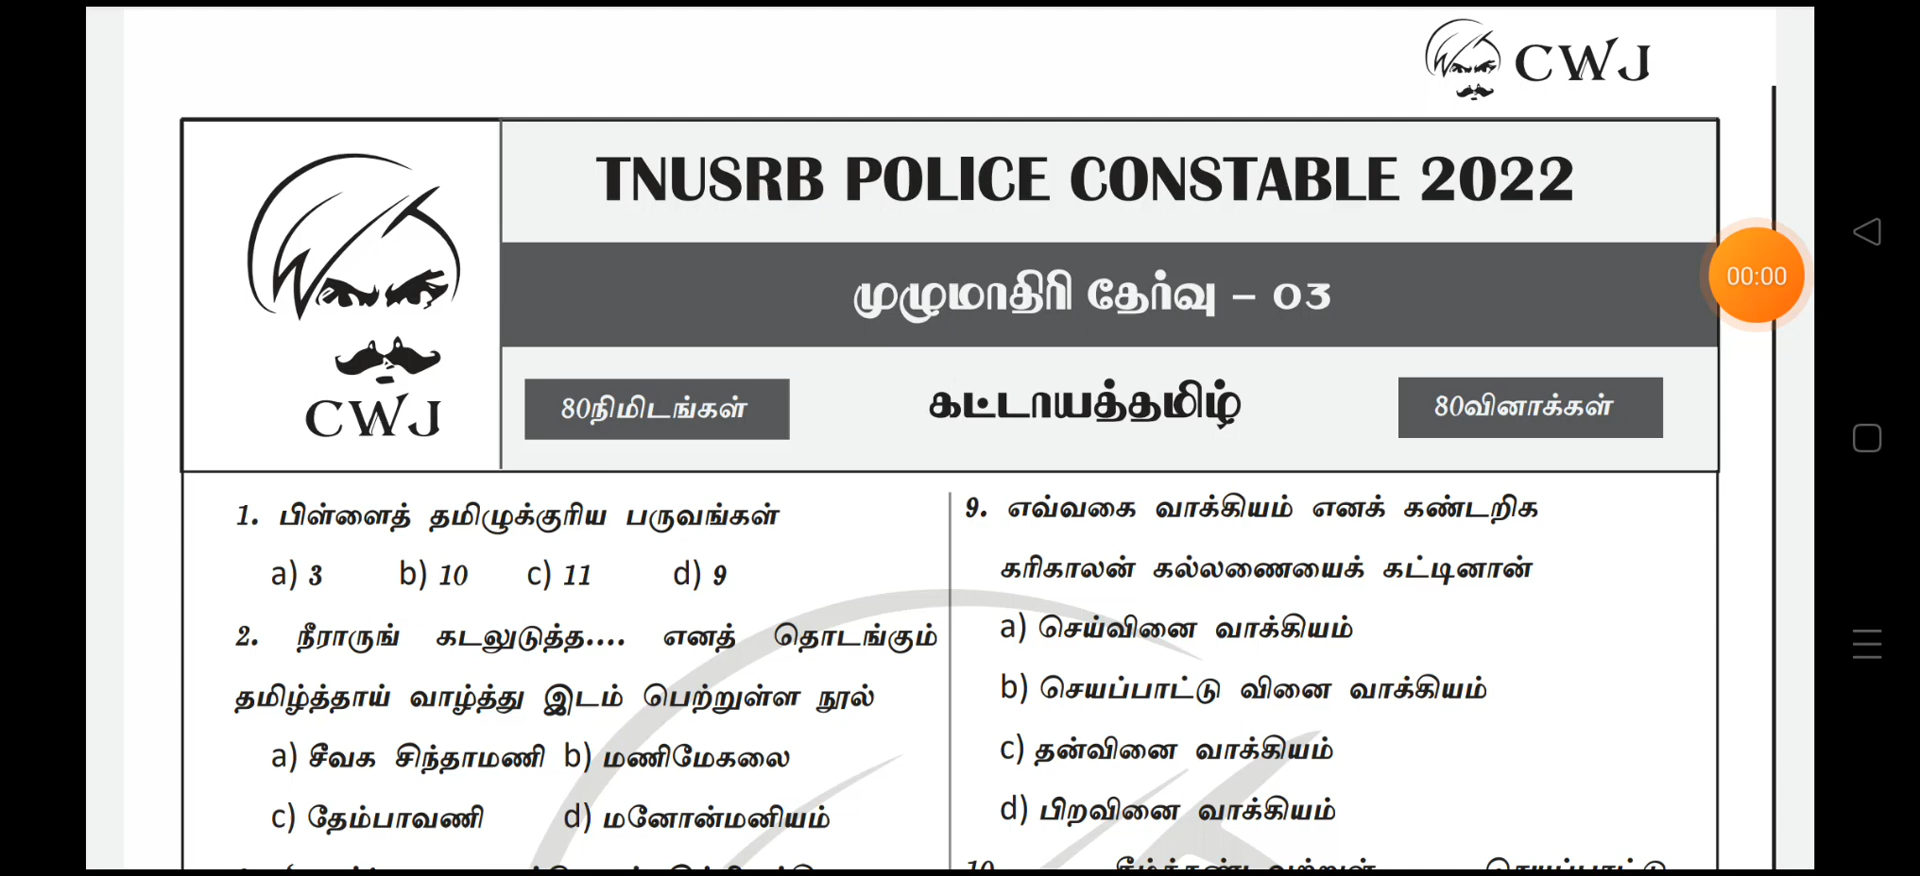 CWJ
TNUSRB POLICE CONSTABLE 2022
முழுமாதிரி தேர்வு – 03
00:00
CWJ
80நிமிடங்கள்
கட்டாயத்தமிழ்
80வினாக்கள்
1. பிள்ளைத் தமிழுக்குரிய பருவங்கள்
a) 3 b) 10 c) 11 d) 9
2. நீராருங் கடலுடுத்த.... எனத் தொடங்கும்
தமிழ்த்தாய் வாழ்த்து இடம் பெற்றுள்ள நூல்
a) சீவக சிந்தாமணி b) மணிமேகலை
c) தேம்பாவணி d) மனோன்மனியம்
9. எவ்வகை வாக்கியம் எனக் கண்டறிக
கரிகாலன் கல்லணையைக் கட்டினான்
a) செய்வினை வாக்கியம்
b) செயப்பாட்டு வினை வாக்கியம்
c) தன்வினை வாக்கியம்
d) பிறவினை வாக்கியம்
10.